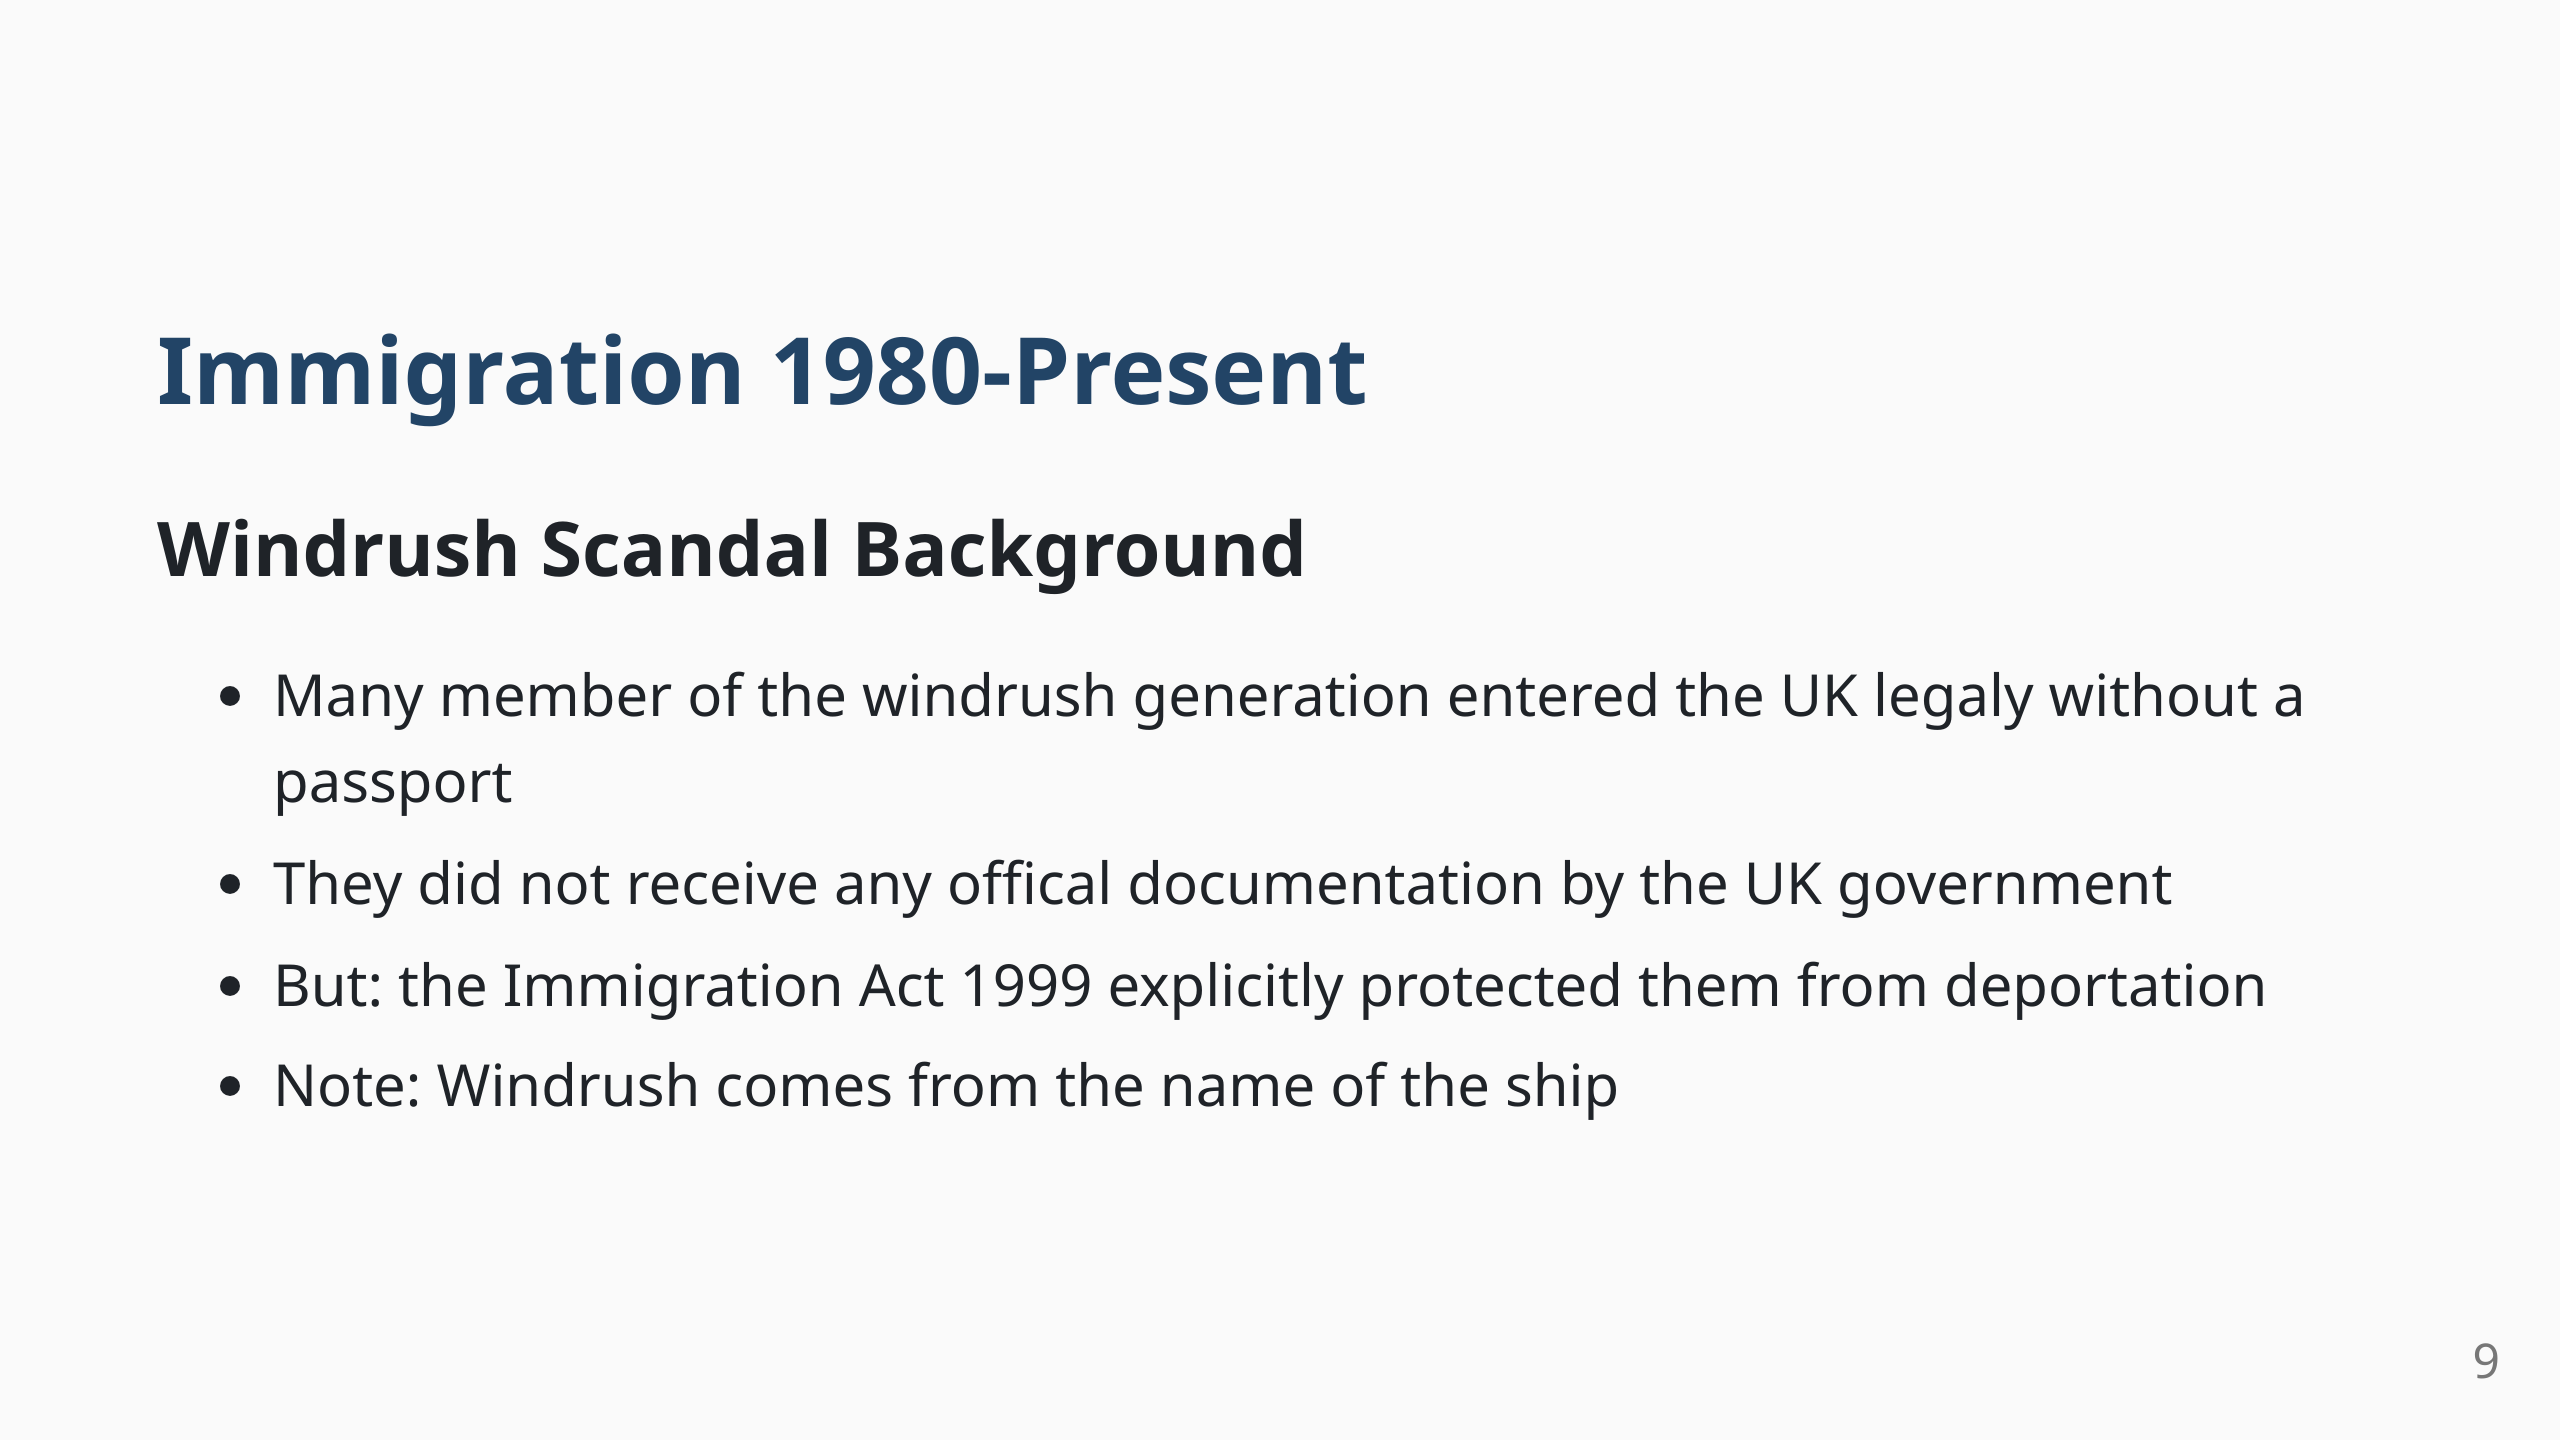 Immigration 1980-Present
Windrush Scandal Background
• Many member of the windrush generation entered the UK legaly without a
passport
• They did not receive any offical documentation by the UK government
• But: the Immigration Act 1999 explicitly protected them from deportation
• Note: Windrush comes from the name of the ship
9